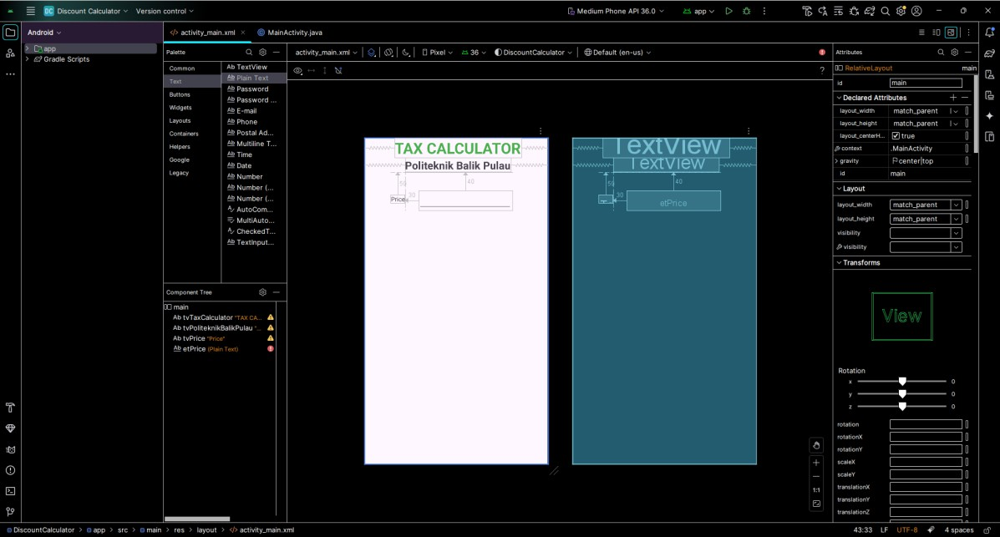 DC Discount Calculator Version control Medium Phone API 36.0 app
Android
app
Gradle Scripts
activity_main.xml MainActivity.java
Palette
Common
Text
Buttons
Widgets
Layouts
Containers
Helpers
Google
Legacy
Ab TextView
Ab Plain Text
Ab Password
Ab Password ...
Ab E-mail
Ab Phone
Ab Postal Ad...
Ab Multiline T...
Ab Time
Ab Date
Ab Number
Ab Number (...
Ab Number (...
AutoCom...
MultiAuto...
CheckedT...
Ab TextInput...
Component Tree
main
Ab tvTaxCalculator "TAX CA...
Ab tvPoliteknikBalikPulau "...
Ab tvPrice "Price"
Ab etPrice (Plain Text)
activity_main.xml Pixel 36 DiscountCalculator Default (en-us)
?
TAX CALCULATOR
Politeknik Balik Pulau
50 40
Price 30
TextView
TextView
50 40
30 etPrice
1:1
Attributes
RelativeLayout main
id main
Declared Attributes
layout_width match_parent
layout_height match_parent
layout_centerH... true
context .MainActivity
gravity center|top
id main
Layout
layout_width match_parent
layout_height match_parent
visibility
visibility
Transforms
View
Rotation
x 0
y 0
z 0
rotation
rotationX
rotationY
scaleX
scaleY
translationX
translationY
translationZ
DiscountCalculator > app > src > main > res > layout > </> activity_main.xml 43:33 LF UTF-8 4 spaces